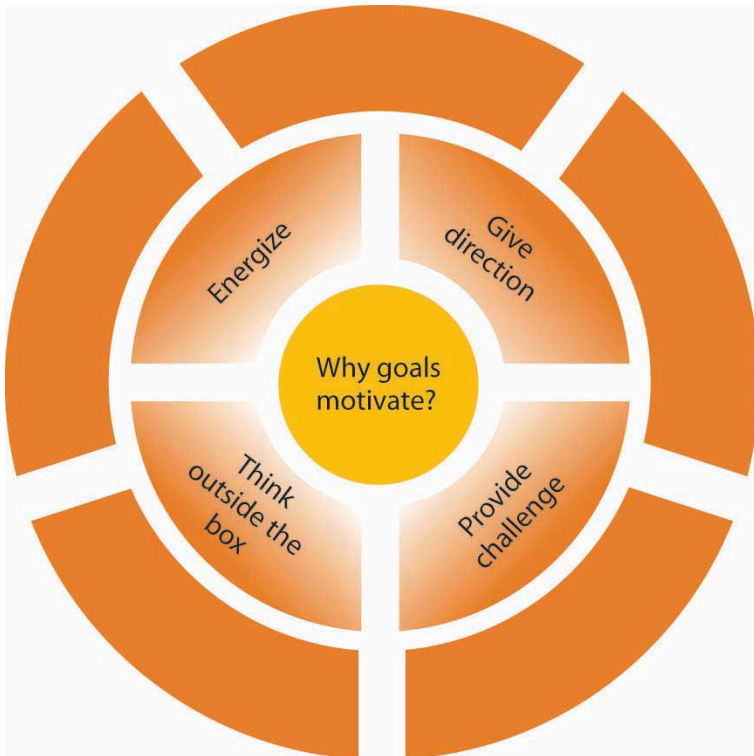 Energize
Give
direction
Why goals
motivate?
Think
outside the
box
Provide
challenge